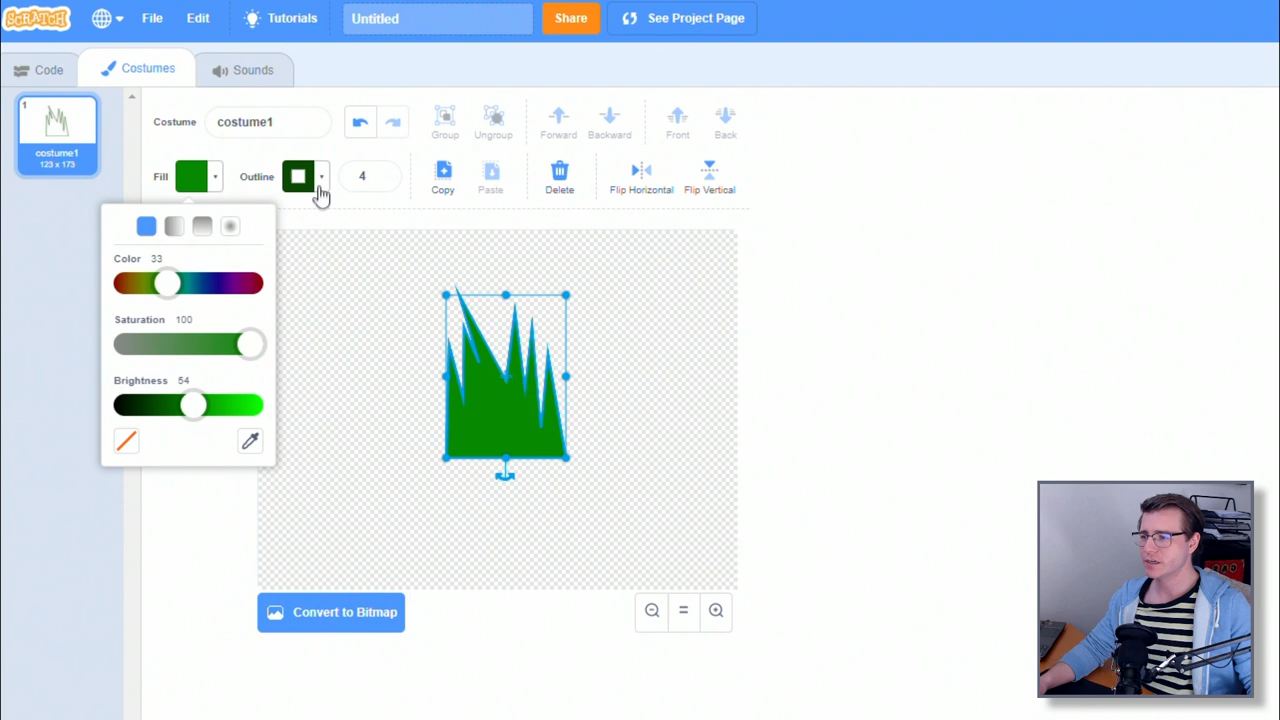 SCRATCH File Edit Tutorials Untitled Share See Project Page
Code Costumes Sounds
1
costume1
123 x 173
Costume costume1
Group Ungroup Forward Backward Front Back
Fill Outline 4
Copy Paste Delete Flip Horizontal Flip Vertical
Color 33
Saturation 100
Brightness 54
Convert to Bitmap